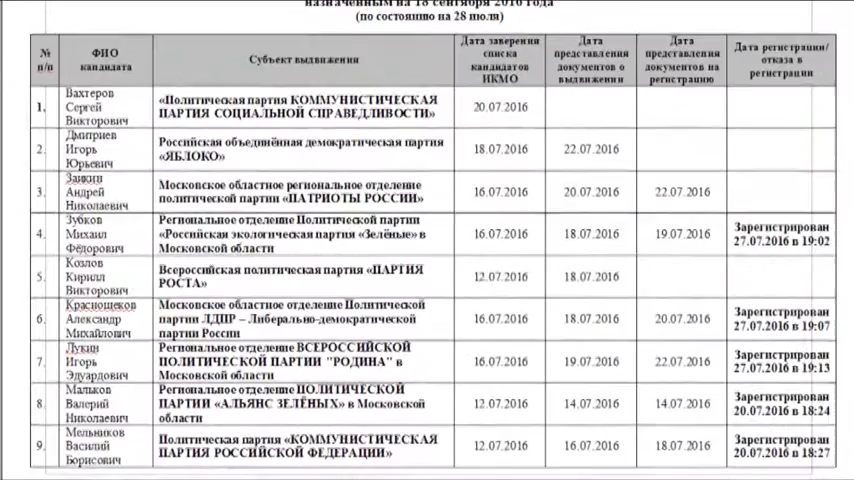 назначенным на 18 сентября 2016 года
(по состоянию на 28 июля)
№ п/п
ФИО кандидата
Субъект выдвижения
Дата заверения списка кандидатов ИКМО
Дата представления документов о выдвижении
Дата представления документов на регистрацию
Дата регистрации/ отказа в регистрации
1.
Вахтеров
Сергей
Викторович
«Политическая партия КОММУНИСТИЧЕСКАЯ
ПАРТИЯ СОЦИАЛЬНОЙ СПРАВЕДЛИВОСТИ»
20.07.2016
2.
Дмитриев
Игорь
Юрьевич
Российская объединённая демократическая партия
«ЯБЛОКО»
18.07.2016
22.07.2016
3.
Заикин
Андрей
Николаевич
Московское областное региональное отделение
политической партии «ПАТРИОТЫ РОССИИ»
16.07.2016
20.07.2016
22.07.2016
4.
Зубков
Михаил
Фёдорович
Региональное отделение Политической партии
«Российская экологическая партия «Зелёные» в
Московской области
16.07.2016
18.07.2016
19.07.2016
Зарегистрирован
27.07.2016 в 19:02
5.
Козлов
Кирилл
Викторович
Всероссийская политическая партия «ПАРТИЯ
РОСТА»
12.07.2016
18.07.2016
6.
Краснощеков
Александр
Михайлович
Московское областное отделение Политической
партии ЛДПР – Либерально-демократической
партии России
16.07.2016
18.07.2016
20.07.2016
Зарегистрирован
27.07.2016 в 19:07
7.
Лукин
Игорь
Эдуардович
Региональное отделение ВСЕРОССИЙСКОЙ
ПОЛИТИЧЕСКОЙ ПАРТИИ "РОДИНА" в
Московской области
16.07.2016
19.07.2016
22.07.2016
Зарегистрирован
27.07.2016 в 19:13
8.
Мальков
Валерий
Николаевич
Региональное отделение ПОЛИТИЧЕСКОЙ
ПАРТИИ «АЛЬЯНС ЗЕЛЁНЫХ» в Московской
области
12.07.2016
14.07.2016
14.07.2016
Зарегистрирован
20.07.2016 в 18:24
9.
Мельников
Василий
Борисович
Политическая партия «КОММУНИСТИЧЕСКАЯ
ПАРТИЯ РОССИЙСКОЙ ФЕДЕРАЦИИ»
12.07.2016
16.07.2016
18.07.2016
Зарегистрирован
20.07.2016 в 18:27